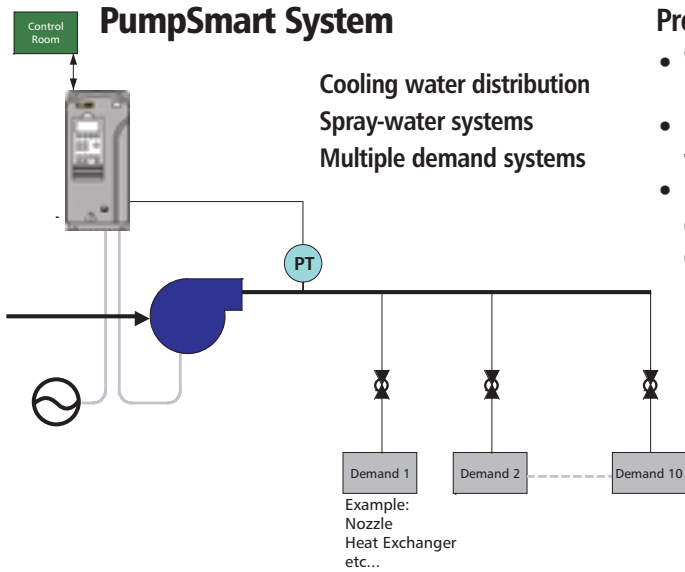 Control
Room
PumpSmart System
Cooling water distribution
Spray-water systems
Multiple demand systems
PT
Demand 1
Demand 2
Demand 10
Example:
Nozzle
Heat Exchanger
etc...